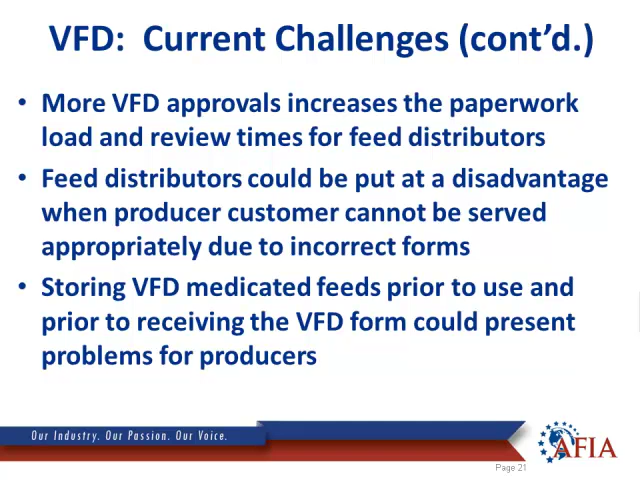 VFD:  Current Challenges (cont’d.)
• More VFD approvals increases the paperwork
load and review times for feed distributors
• Feed distributors could be put at a disadvantage
when producer customer cannot be served
appropriately due to incorrect forms
• Storing VFD medicated feeds prior to use and
prior to receiving the VFD form could present
problems for producers
Our Industry. Our Passion. Our Voice.
AFIA
Page 21